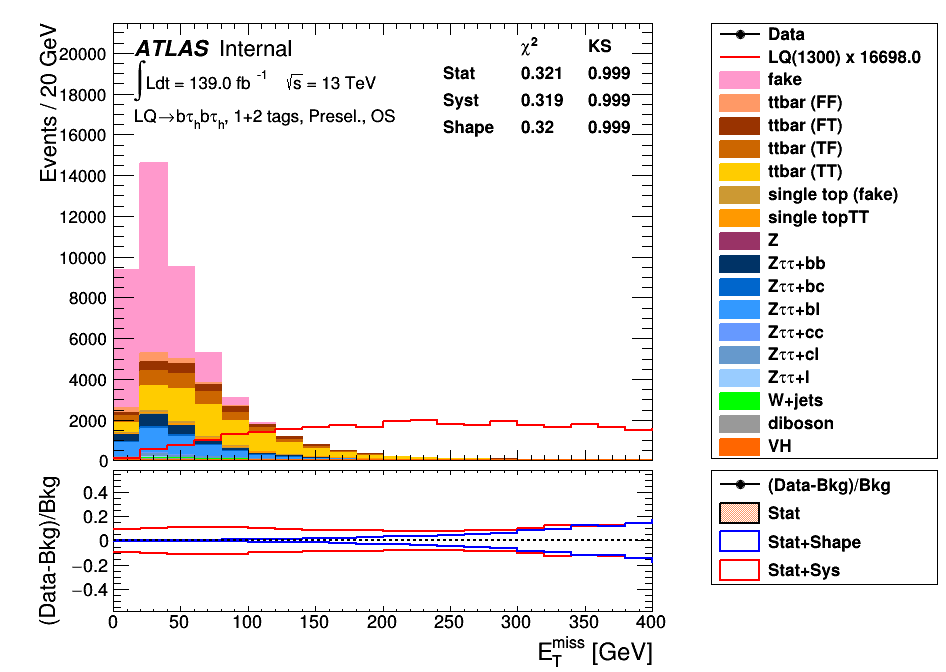 Events / 20 GeV
20000
18000
16000
14000
12000
10000
8000
6000
4000
2000
0
ATLAS Internal
∫Ldt = 139.0 fb⁻¹ √s = 13 TeV
LQ→bτhbτh, 1+2 tags, Presel., OS
χ² KS
Stat 0.321 0.999
Syst 0.319 0.999
Shape 0.32 0.999
Data
LQ(1300) x 16698.0
fake
ttbar (FF)
ttbar (FT)
ttbar (TF)
ttbar (TT)
single top (fake)
single topTT
Z
Zττ+bb
Zττ+bc
Zττ+bl
Zττ+cc
Zττ+cl
Zττ+l
W+jets
diboson
VH
(Data-Bkg)/Bkg
0.4
0.2
0
−0.2
−0.4
0 50 100 150 200 250 300 350 400
E_T^miss [GeV]
(Data-Bkg)/Bkg
Stat
Stat+Shape
Stat+Sys